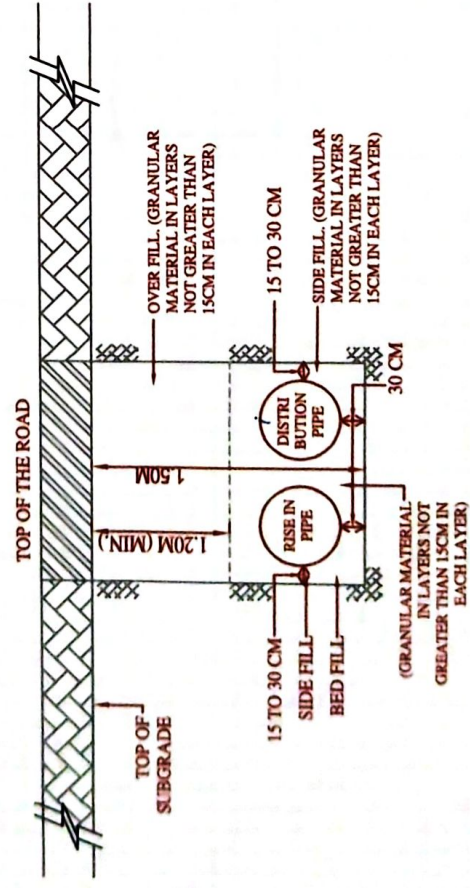 TOP OF THE ROAD
TOP OF
SUBGRADE
OVER FILL. (GRANULAR
MATERIAL IN LAYERS
NOT GREATER THAN
15CM IN EACH LAYER)
1.50M
1.20M (MIN.)
15 TO 30 CM
SIDE FILL. (GRANULAR
MATERIAL IN LAYERS
NOT GREATER THAN
15CM IN EACH LAYER)
RISE IN
PIPE
DISTRI
BUTION
PIPE
15 TO 30 CM
SIDE FILL
BED FILL
30 CM
(GRANULAR MATERIAL
IN LAYERS NOT
GREATER THAN 15CM IN
EACH LAYER)